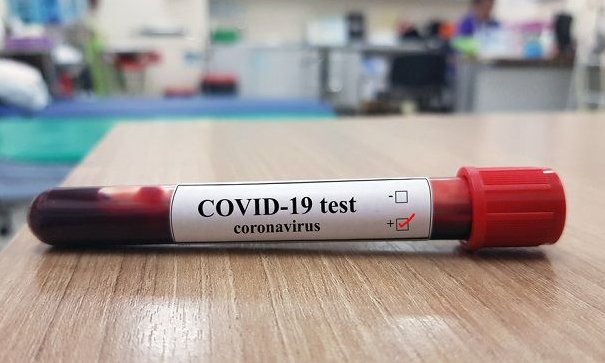 COVID-19 test
coronavirus
-
+